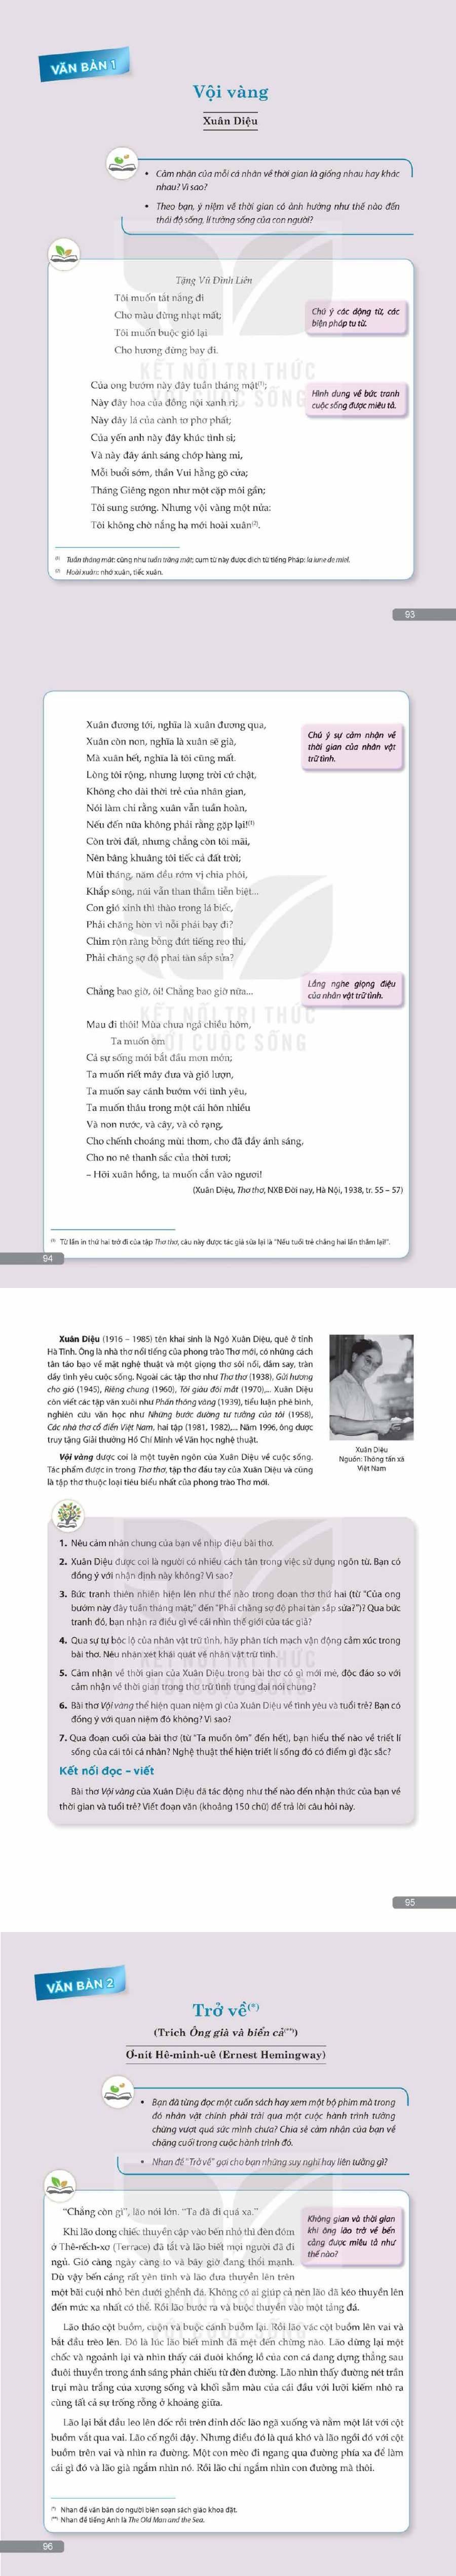 VĂN BẢN 1
Vội vàng
Xuân Diệu
• Cảm nhận của mỗi cá nhân về thời gian là giống nhau hay khác
nhau? Vì sao?
• Theo bạn, ý niệm về thời gian có ảnh hưởng như thế nào đến
thái độ sống, lí tưởng sống của con người?
Tặng Vũ Đình Liên
Tôi muốn tắt nắng đi
Cho màu đừng nhạt mất;
Tôi muốn buộc gió lại
Cho hương đừng bay đi.
Chú ý các động từ, các
biện pháp tu từ.
Của ong bướm này đây tuần tháng mật(1);
Này đây hoa của đồng nội xanh rì;
Này đây lá của cành tơ phơ phất;
Của yến anh này đây khúc tình si;
Và này đây ánh sáng chớp hàng mi,
Mỗi buổi sớm, thần Vui hằng gõ cửa;
Tháng Giêng ngon như một cặp môi gần;
Tôi sung sướng. Nhưng vội vàng một nửa:
Tôi không chờ nắng hạ mới hoài xuân(2).
Hình dung về bức tranh
cuộc sống được miêu tả.
KẾT NỐI TRI THỨC
VỚI CUỘC SỐNG
(1) Tuần tháng mật: cũng như tuần trăng mật; cụm từ này được dịch từ tiếng Pháp: la lune de miel.
(2) Hoài xuân: nhớ xuân, tiếc xuân.
93
Xuân đương tới, nghĩa là xuân đương qua,
Xuân còn non, nghĩa là xuân sẽ già,
Mà xuân hết, nghĩa là tôi cũng mất.
Lòng tôi rộng, nhưng lượng trời cứ chật,
Không cho dài thời trẻ của nhân gian,
Nói làm chi rằng xuân vẫn tuần hoàn,
Nếu đến nữa không phải rằng gặp lại!(1)
Còn trời đất, nhưng chẳng còn tôi mãi,
Nên bâng khuâng tôi tiếc cả đất trời;
Mùi tháng, năm đều rớm vị chia phôi,
Khắp sông, núi vẫn than thầm tiễn biệt...
Con gió xinh thì thào trong lá biếc,
Phải chăng hờn vì nỗi phải bay đi?
Chim rộn ràng bỗng đứt tiếng reo thi,
Phải chăng sợ độ phai tàn sắp sửa?
Chú ý sự cảm nhận về
thời gian của nhân vật
trữ tình.
Chẳng bao giờ, ôi! Chẳng bao giờ nữa...
Lắng nghe giọng điệu
của nhân vật trữ tình.
KẾT NỐI TRI THỨC
VỚI CUỘC SỐNG
Mau đi thôi! Mùa chưa ngả chiều hôm,
Ta muốn ôm
Cả sự sống mới bắt đầu mơn mởn;
Ta muốn riết mây đưa và gió lượn,
Ta muốn say cánh bướm với tình yêu,
Ta muốn thâu trong một cái hôn nhiều
Và non nước, và cây, và cỏ rạng,
Cho chếnh choáng mùi thơm, cho đã đầy ánh sáng,
Cho no nê thanh sắc của thời tươi;
– Hỡi xuân hồng, ta muốn cắn vào ngươi!
(Xuân Diệu, Thơ thơ, NXB Đời nay, Hà Nội, 1938, tr. 55 – 57)
(1) Từ lần in thứ hai trở đi của tập Thơ thơ, câu này được tác giả sửa lại là "Nếu tuổi trẻ chẳng hai lần thắm lại!".
94
Xuân Diệu (1916 – 1985) tên khai sinh là Ngô Xuân Diệu, quê ở tỉnh
Hà Tĩnh. Ông là nhà thơ nổi tiếng của phong trào Thơ mới, có những cách
tân táo bạo về mặt nghệ thuật và một giọng thơ sôi nổi, đắm say, tràn
đầy tình yêu cuộc sống. Ngoài các tập thơ như Thơ thơ (1938), Gửi hương
cho gió (1945), Riêng chung (1960), Tôi giàu đôi mắt (1970),... Xuân Diệu
còn viết các tập văn xuôi như Phấn thông vàng (1939), tiểu luận phê bình,
nghiên cứu văn học như Những bước đường tư tưởng của tôi (1958),
Các nhà thơ cổ điển Việt Nam, hai tập (1981, 1982),... Năm 1996, ông được
truy tặng Giải thưởng Hồ Chí Minh về Văn học nghệ thuật.
Vội vàng được coi là một tuyên ngôn của Xuân Diệu về cuộc sống.
Tác phẩm được in trong Thơ thơ, tập thơ đầu tay của Xuân Diệu và cũng
là tập thơ thuộc loại tiêu biểu nhất của phong trào Thơ mới.
Xuân Diệu
Nguồn: Thông tấn xã
Việt Nam
1. Nêu cảm nhận chung của bạn về nhịp điệu bài thơ.
2. Xuân Diệu được coi là người có nhiều cách tân trong việc sử dụng ngôn từ. Bạn có
đồng ý với nhận định này không? Vì sao?
3. Bức tranh thiên nhiên hiện lên như thế nào trong đoạn thơ thứ hai (từ "Của ong
bướm này đây tuần tháng mật;" đến "Phải chăng sợ độ phai tàn sắp sửa?")? Qua bức
tranh đó, bạn nhận ra điều gì về cái nhìn thế giới của tác giả?
4. Qua sự tự bộc lộ của nhân vật trữ tình, hãy phân tích mạch vận động cảm xúc trong
bài thơ. Nêu nhận xét khái quát về nhân vật trữ tình.
5. Cảm nhận về thời gian của Xuân Diệu trong bài thơ có gì mới mẻ, độc đáo so với
cảm nhận về thời gian trong thơ trữ tình trung đại nói chung?
6. Bài thơ Vội vàng thể hiện quan niệm gì của Xuân Diệu về tình yêu và tuổi trẻ? Bạn có
đồng ý với quan niệm đó không? Vì sao?
7. Qua đoạn cuối của bài thơ (từ "Ta muốn ôm" đến hết), bạn hiểu thế nào về triết lí
sống của cái tôi cá nhân? Nghệ thuật thể hiện triết lí sống đó có điểm gì đặc sắc?
Kết nối đọc – viết
Bài thơ Vội vàng của Xuân Diệu đã tác động như thế nào đến nhận thức của bạn về
thời gian và tuổi trẻ? Viết đoạn văn (khoảng 150 chữ) để trả lời câu hỏi này.
95
VĂN BẢN 2
Trở về(*)
(Trích Ông già và biển cả(**))
Ơ-nít Hê-minh-uê (Ernest Hemingway)
• Bạn đã từng đọc một cuốn sách hay xem một bộ phim mà trong
đó nhân vật chính phải trải qua một cuộc hành trình tưởng
chừng vượt quá sức mình chưa? Chia sẻ cảm nhận của bạn về
chặng cuối trong cuộc hành trình đó.
• Nhan đề "Trở về" gợi cho bạn những suy nghĩ hay liên tưởng gì?
"Chẳng còn gì", lão nói lớn. "Ta đã đi quá xa."
Khi lão dong chiếc thuyền cập vào bến nhỏ thì đèn đóm
ở Thê-rếch-xơ (Terrace) đã tắt và lão biết mọi người đã đi
ngủ. Gió càng ngày càng to và bây giờ đang thổi mạnh.
Dù vậy bến cảng rất yên tĩnh và lão đưa thuyền lên trên
một bãi cuội nhỏ bên dưới ghềnh đá. Không có ai giúp cả nên lão đã kéo thuyền lên
đến mức xa nhất có thể. Rồi lão bước ra và buộc thuyền vào một tảng đá.
Không gian và thời gian
khi ông lão trở về bến
cảng được miêu tả như
thế nào?
Lão tháo cột buồm, cuộn và buộc cánh buồm lại. Rồi lão vác cột buồm lên vai và
bắt đầu trèo lên. Đó là lúc lão biết mình đã mệt đến chừng nào. Lão dừng lại một
chốc và ngoảnh lại và nhìn thấy cái đuôi khổng lồ của con cá dang dựng thẳng sau
đuôi thuyền trong ánh sáng phản chiếu từ đèn đường. Lão nhìn thấy đường nét trần
trụi màu trắng của xương sống và khối sẫm màu của cái đầu với lưỡi kiếm nhô ra
cùng tất cả sự trống rỗng ở khoảng giữa.
Lão lại bắt đầu leo lên dốc rồi trên đỉnh dốc lão ngã xuống và nằm một lát với cột
buồm vắt qua vai. Lão cố ngồi dậy. Nhưng điều đó là quá khó và lão ngồi đó với cột
buồm trên vai và nhìn ra đường. Một con mèo đi ngang qua đường phía xa để làm
cái gì đó và lão già ngắm nhìn nó. Rồi lão chỉ ngắm nhìn con đường mà thôi.
(*) Nhan đề văn bản do người biên soạn sách giáo khoa đặt.
(**) Nhan đề tiếng Anh là The Old Man and the Sea.
96